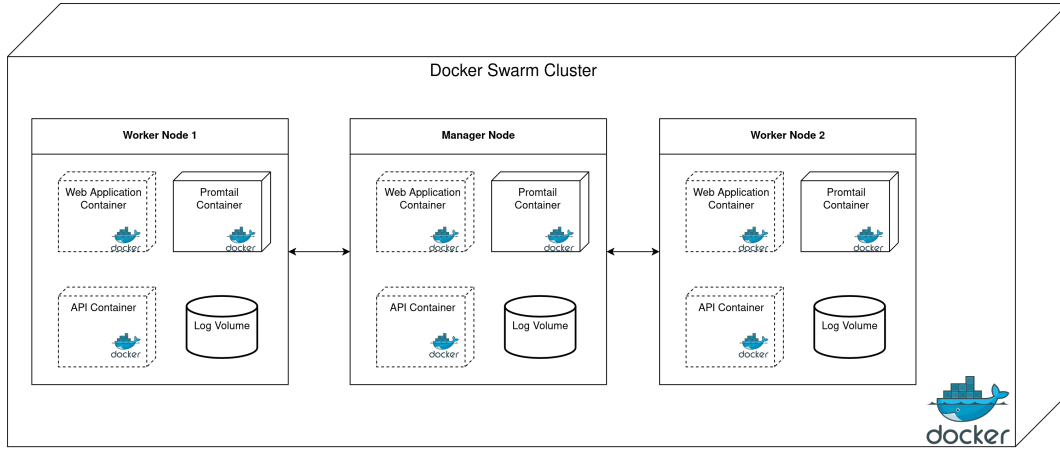 Docker Swarm Cluster
Worker Node 1
Web Application
Container
docker
Promtail
Container
docker
API Container
docker
Log Volume
Manager Node
Web Application
Container
docker
Promtail
Container
docker
API Container
docker
Log Volume
Worker Node 2
Web Application
Container
docker
Promtail
Container
docker
API Container
docker
Log Volume
docker